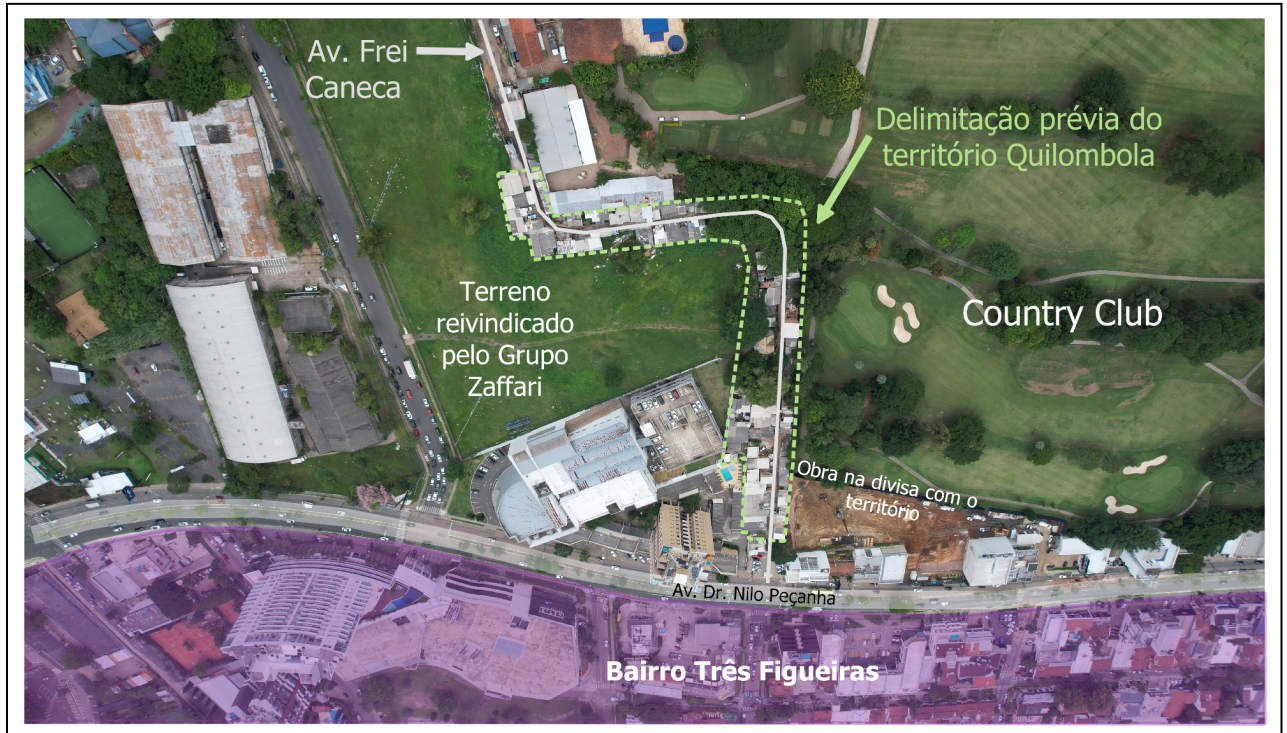 Av. Frei
Caneca
Delimitação prévia do
território Quilombola
Terreno
reivindicado
pelo Grupo
Zaffari
Country Club
Obra na divisa com o
território
Av. Dr. Nilo Peçanha
Bairro Três Figueiras